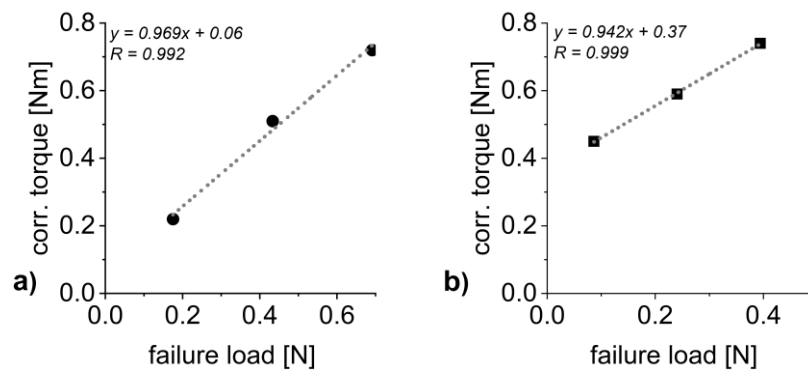 y = 0.969x + 0.06
R = 0.992
corr. torque [Nm]
0.8
0.6
0.4
0.2
0.0
0.0 0.2 0.4 0.6
failure load [N]
a)
y = 0.942x + 0.37
R = 0.999
corr. torque [Nm]
0.8
0.6
0.4
0.2
0.0
0.0 0.2 0.4
failure load [N]
b)